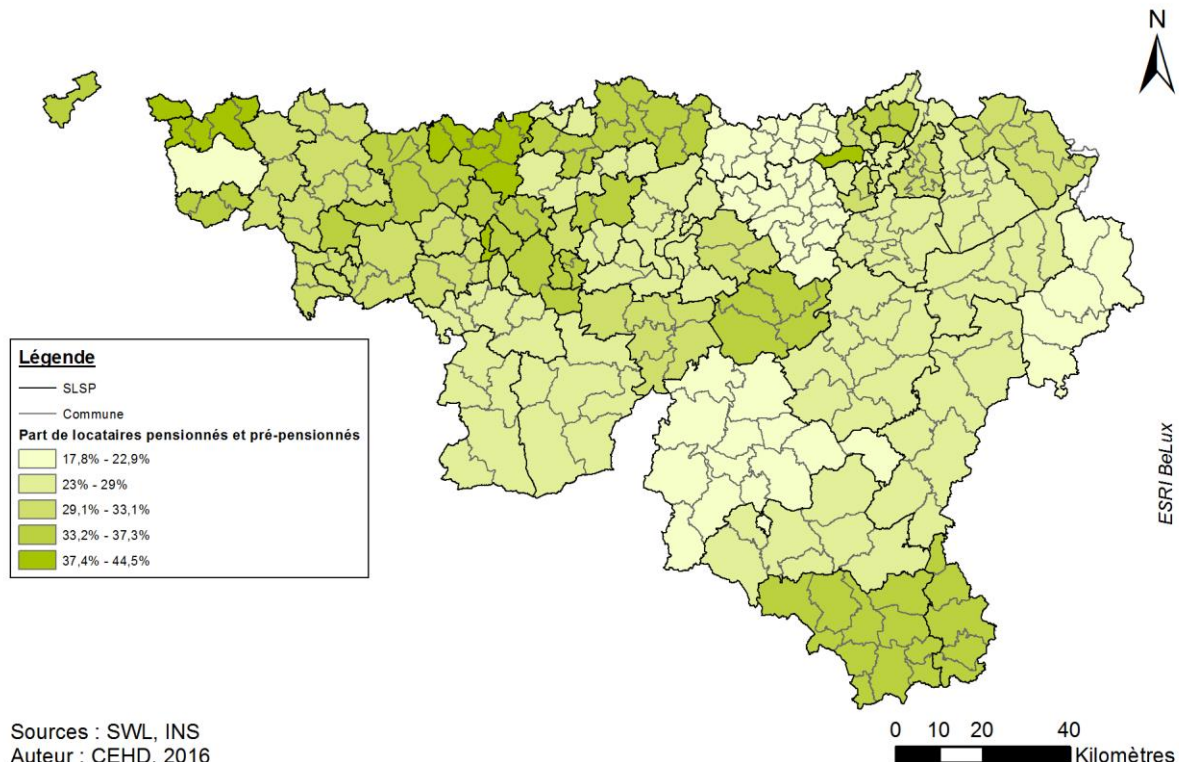 N
Légende
SLSP
Commune
Part de locataires pensionnés et pré-pensionnés
17,8% - 22,9%
23% - 29%
29,1% - 33,1%
33,2% - 37,3%
37,4% - 44,5%
ESRI BeLux
Sources : SWL, INS
Auteur : CEHD, 2016
0 10 20 40
Kilomètres